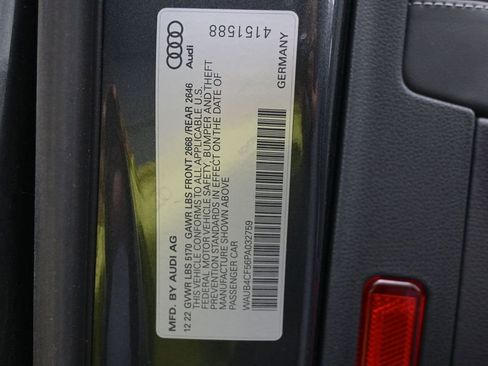 Audi
4151588
MFD. BY AUDI AG
GERMANY
12 22 GVWR LBS 5170 GAWR LBS FRONT 2668 /REAR 2646
THIS VEHICLE CONFORMS TO ALL APPLICABLE U.S.
FEDERAL MOTOR VEHICLE SAFETY, BUMPER AND THEFT
PREVENTION STANDARDS IN EFFECT ON THE DATE OF
MANUFACTURE SHOWN ABOVE
PASSENGER CAR
WAUB4CF56PA032759